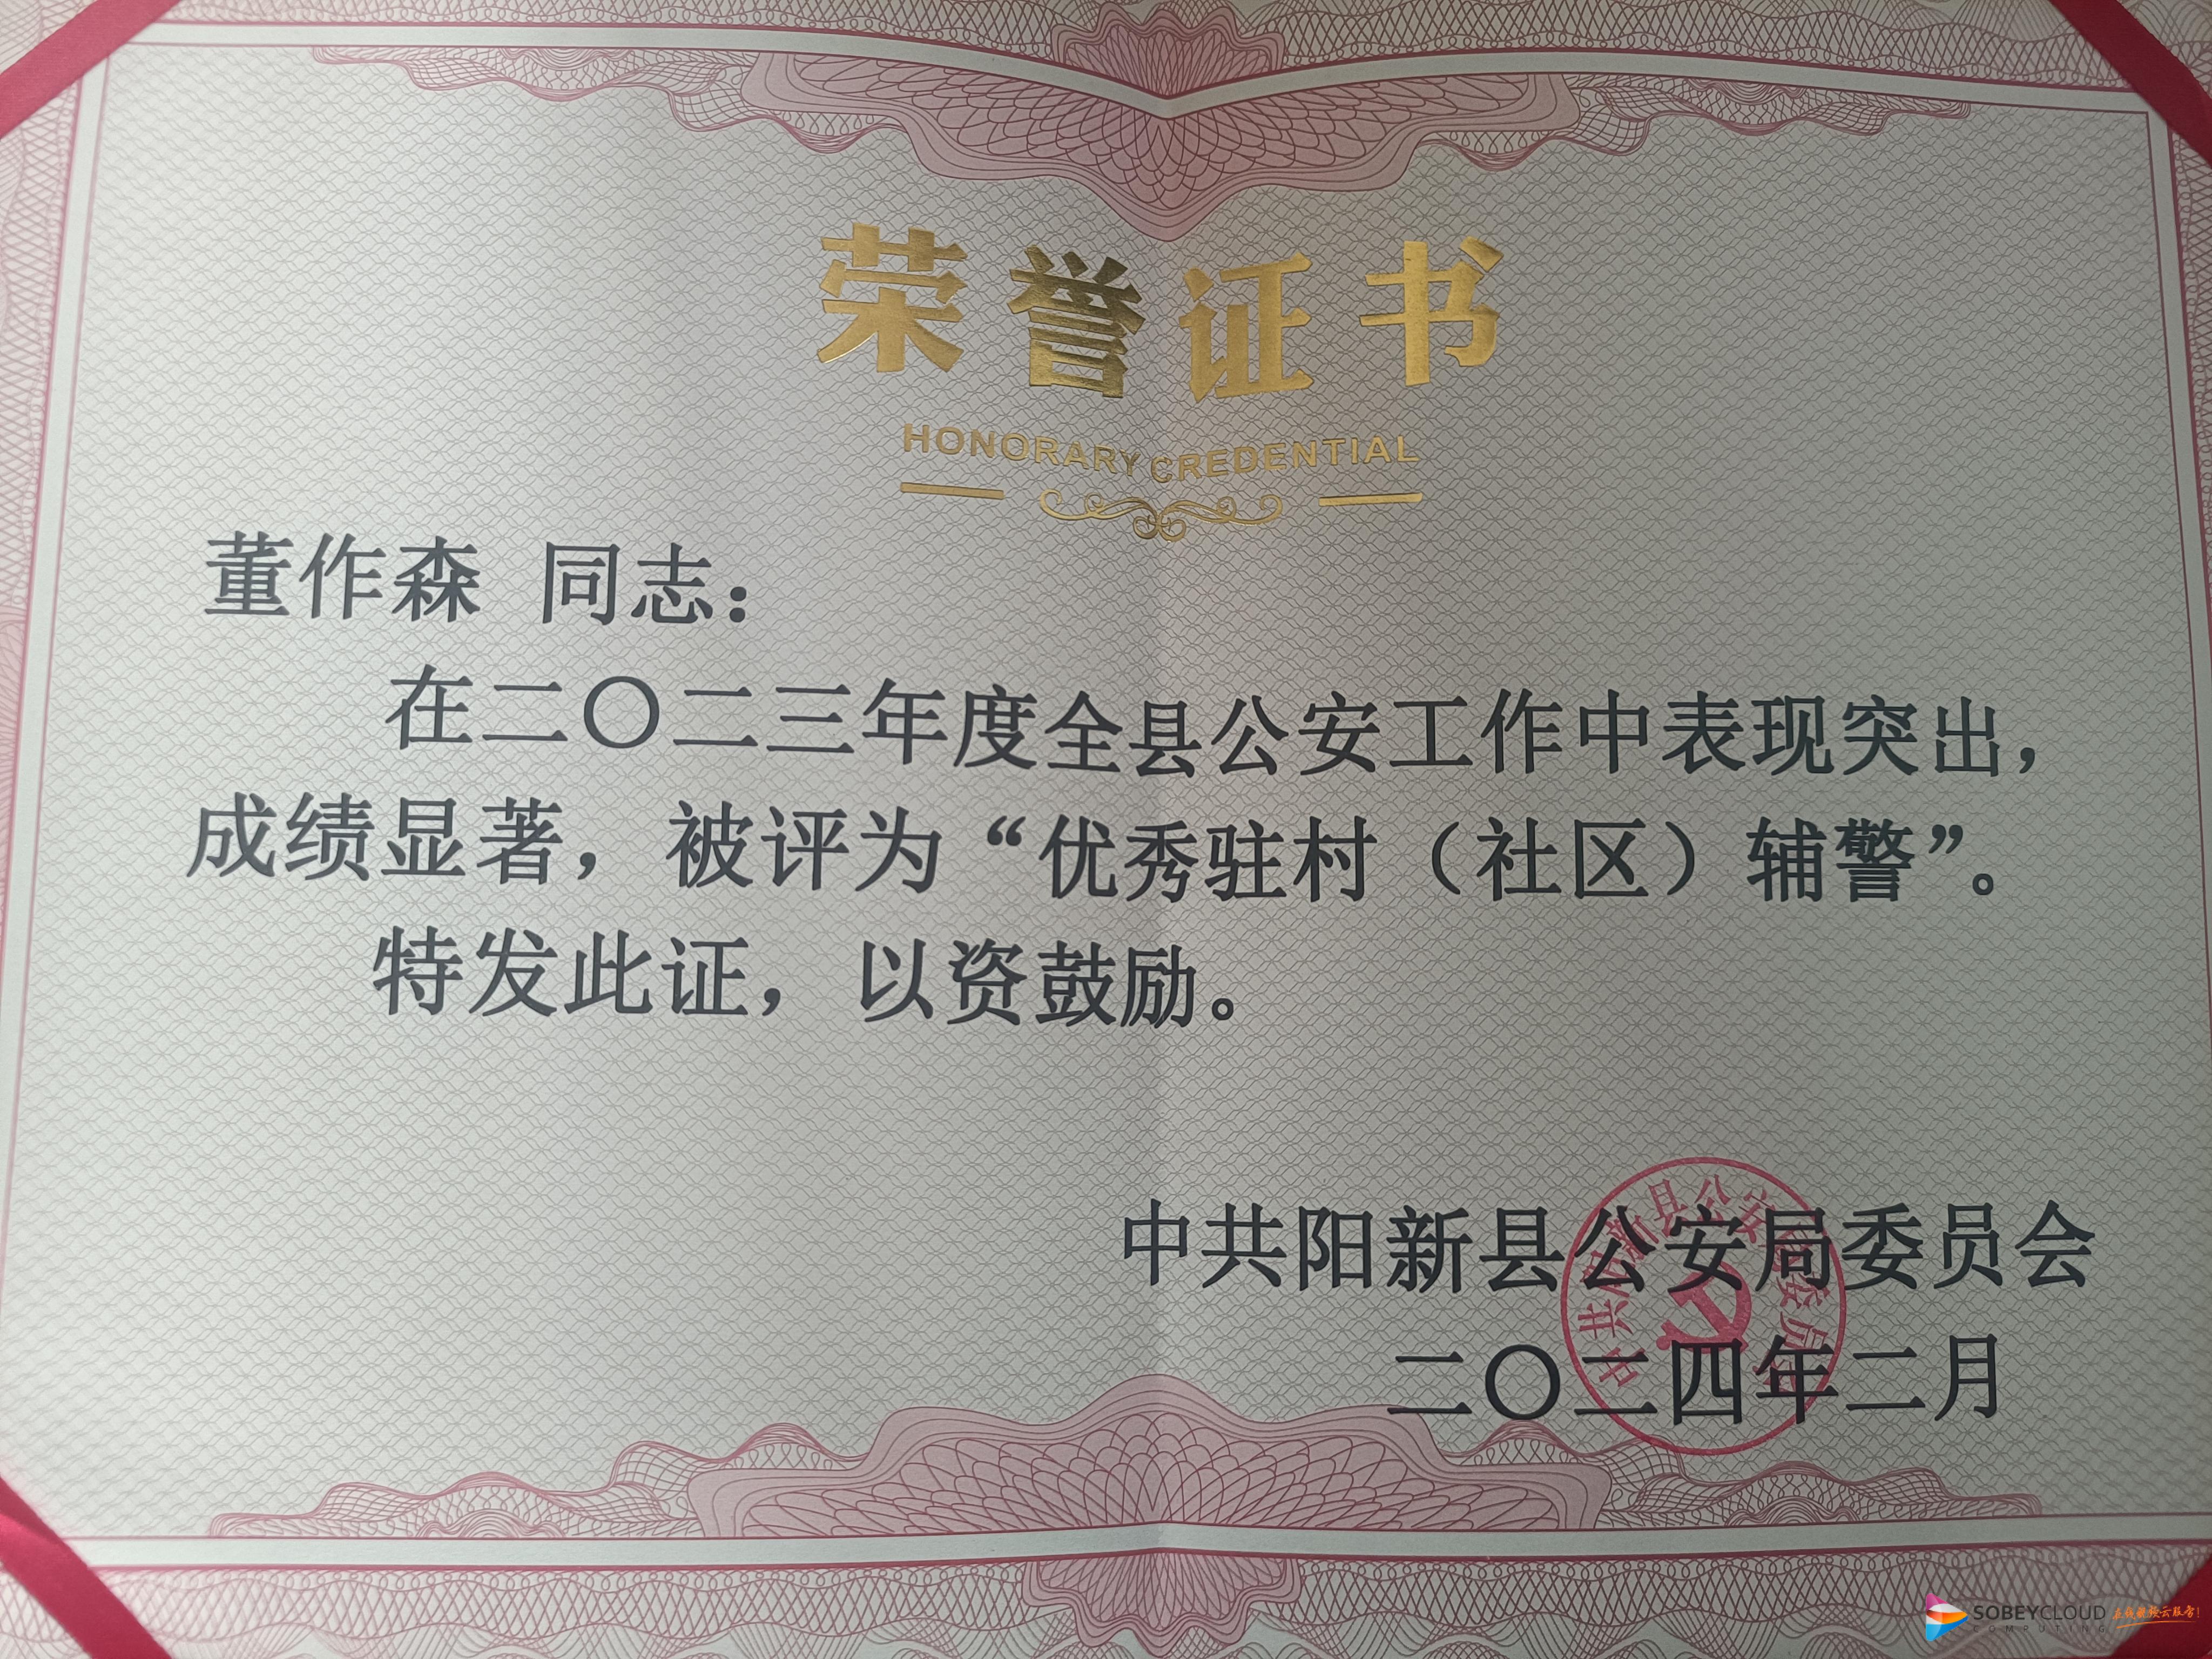 荣誉证书
HONORARY CREDENTIAL
董作森 同志：
在二〇二三年度全县公安工作中表现突出，
成绩显著，被评为“优秀驻村（社区）辅警”。
特发此证，以资鼓励。
中共阳新县公安局委员会
二〇二四年二月
SOBEYCLOUD
COMPUTING